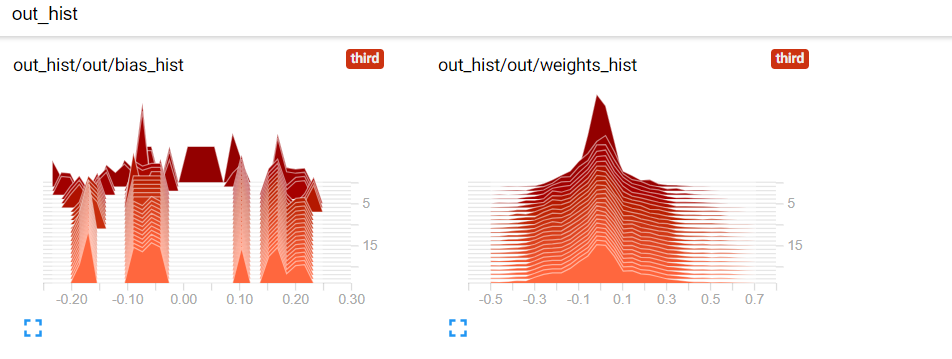 out_hist
out_hist/out/bias_hist
third
5
15
-0.20 -0.10 0.00 0.10 0.20 0.30
out_hist/out/weights_hist
third
5
15
-0.5 -0.3 -0.1 0.1 0.3 0.5 0.7